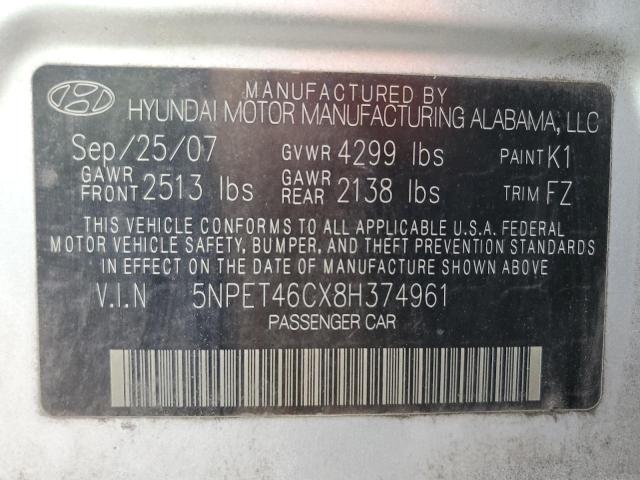 MANUFACTURED BY
HYUNDAI MOTOR MANUFACTURING ALABAMA, LLC
Sep/25/07 GVWR 4299 lbs PAINT K1
GAWR FRONT 2513 lbs GAWR REAR 2138 lbs TRIM FZ
THIS VEHICLE CONFORMS TO ALL APPLICABLE U.S.A. FEDERAL
MOTOR VEHICLE SAFETY, BUMPER, AND THEFT PREVENTION STANDARDS
IN EFFECT ON THE DATE OF MANUFACTURE SHOWN ABOVE.
V.I.N 5NPET46CX8H374961
PASSENGER CAR